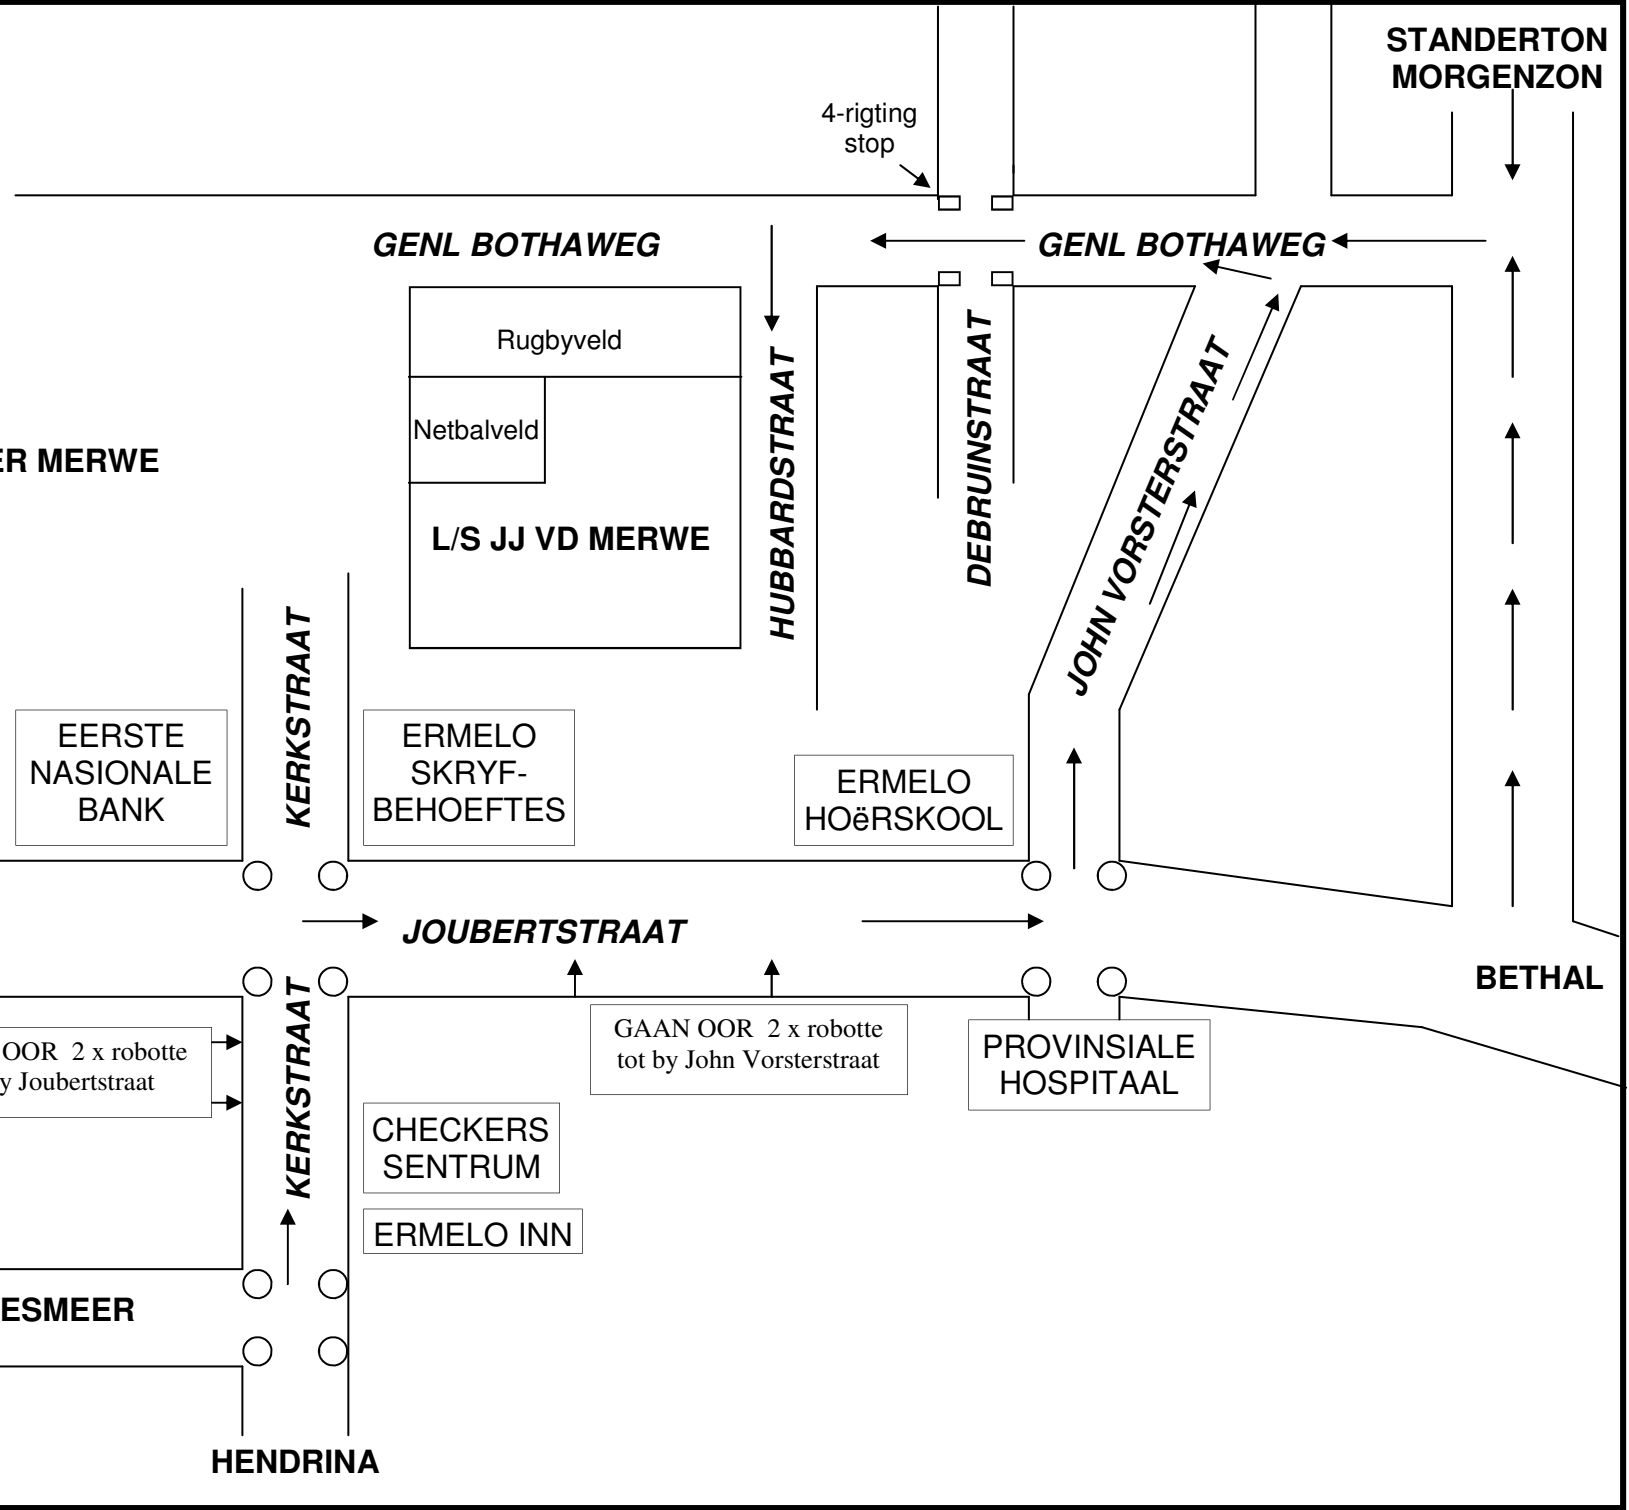 STANDERTON
MORGENZON
4-rigting
stop
GENL BOTHAWEG
GENL BOTHAWEG
Rugbyveld
Netbalveld
ER MERWE
L/S JJ VD MERWE
HUBBARDSTRAAT
DEBRUINSTRAAT
JOHN VORSTERSTRAAT
KERKSTRAAT
EERSTE
NASIONALE
BANK
ERMELO
SKRYF-
BEHOEFTES
ERMELO
HOëRSKOOL
JOUBERTSTRAAT
BETHAL
KERKSTRAAT
OOR 2 x robotte
y Joubertstraat
GAAN OOR 2 x robotte
tot by John Vorsterstraat
PROVINSIALE
HOSPITAAL
CHECKERS
SENTRUM
ERMELO INN
ESMEER
HENDRINA